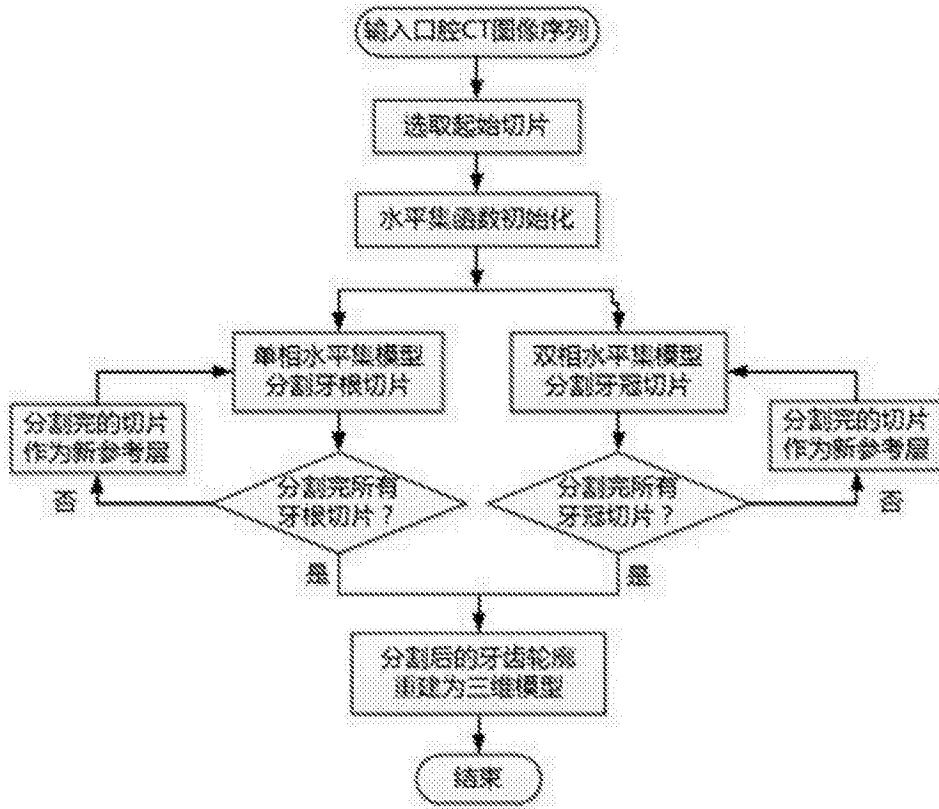 输入口腔CT图像序列
选取起始切片
水平集函数初始化
单相水平集模型
分割牙根切片
双相水平集模型
分割牙冠切片
分割完的切片
作为新参考层
分割完的切片
作为新参考层
分割完所有
牙根切片？
分割完所有
牙冠切片？
否
否
是
是
分割后的牙齿轮廓
重建为三维模型
结束